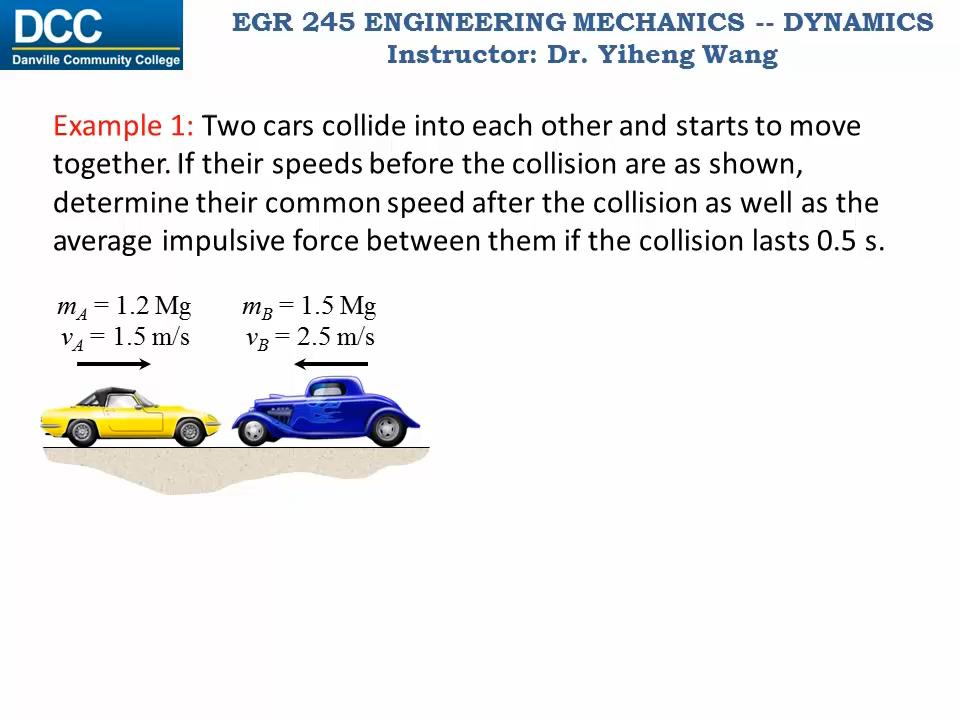 DCC
Danville Community College
EGR 245 ENGINEERING MECHANICS -- DYNAMICS
Instructor: Dr. Yiheng Wang
Example 1: Two cars collide into each other and starts to move
together. If their speeds before the collision are as shown,
determine their common speed after the collision as well as the
average impulsive force between them if the collision lasts 0.5 s.
m_A = 1.2 Mg
v_A = 1.5 m/s
m_B = 1.5 Mg
v_B = 2.5 m/s